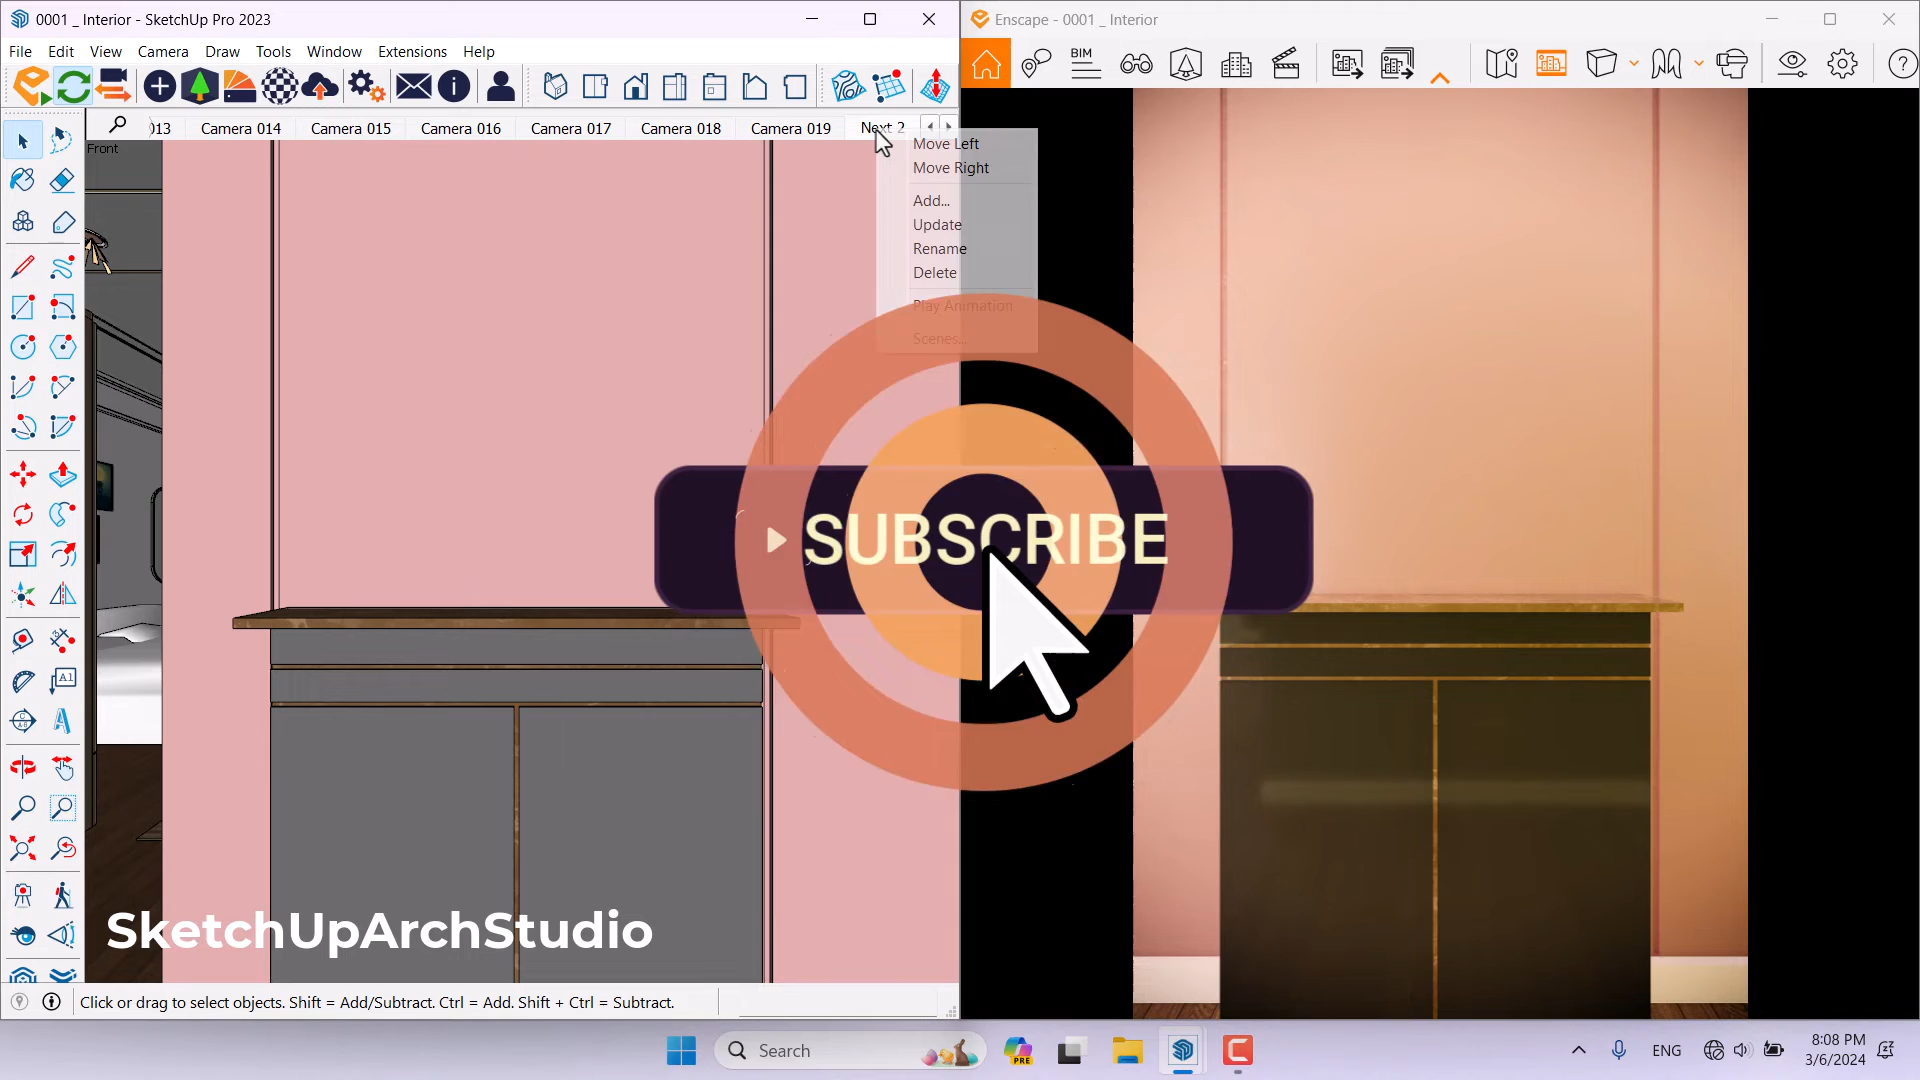 0001 _ Interior - SketchUp Pro 2023
Enscape - 0001 _ Interior
File Edit View Camera Draw Tools Window Extensions Help
BIM
013 Camera 014 Camera 015 Camera 016 Camera 017 Camera 018 Camera 019 Next 2
Front
Move Left
Move Right
Add...
Update
Rename
Delete
Play Animation
Scenes...
SUBSCRIBE
A1
SketchUpArchStudio
Click or drag to select objects. Shift = Add/Subtract. Ctrl = Add. Shift + Ctrl = Subtract.
Search
PRE
ENG
8:08 PM
3/6/2024